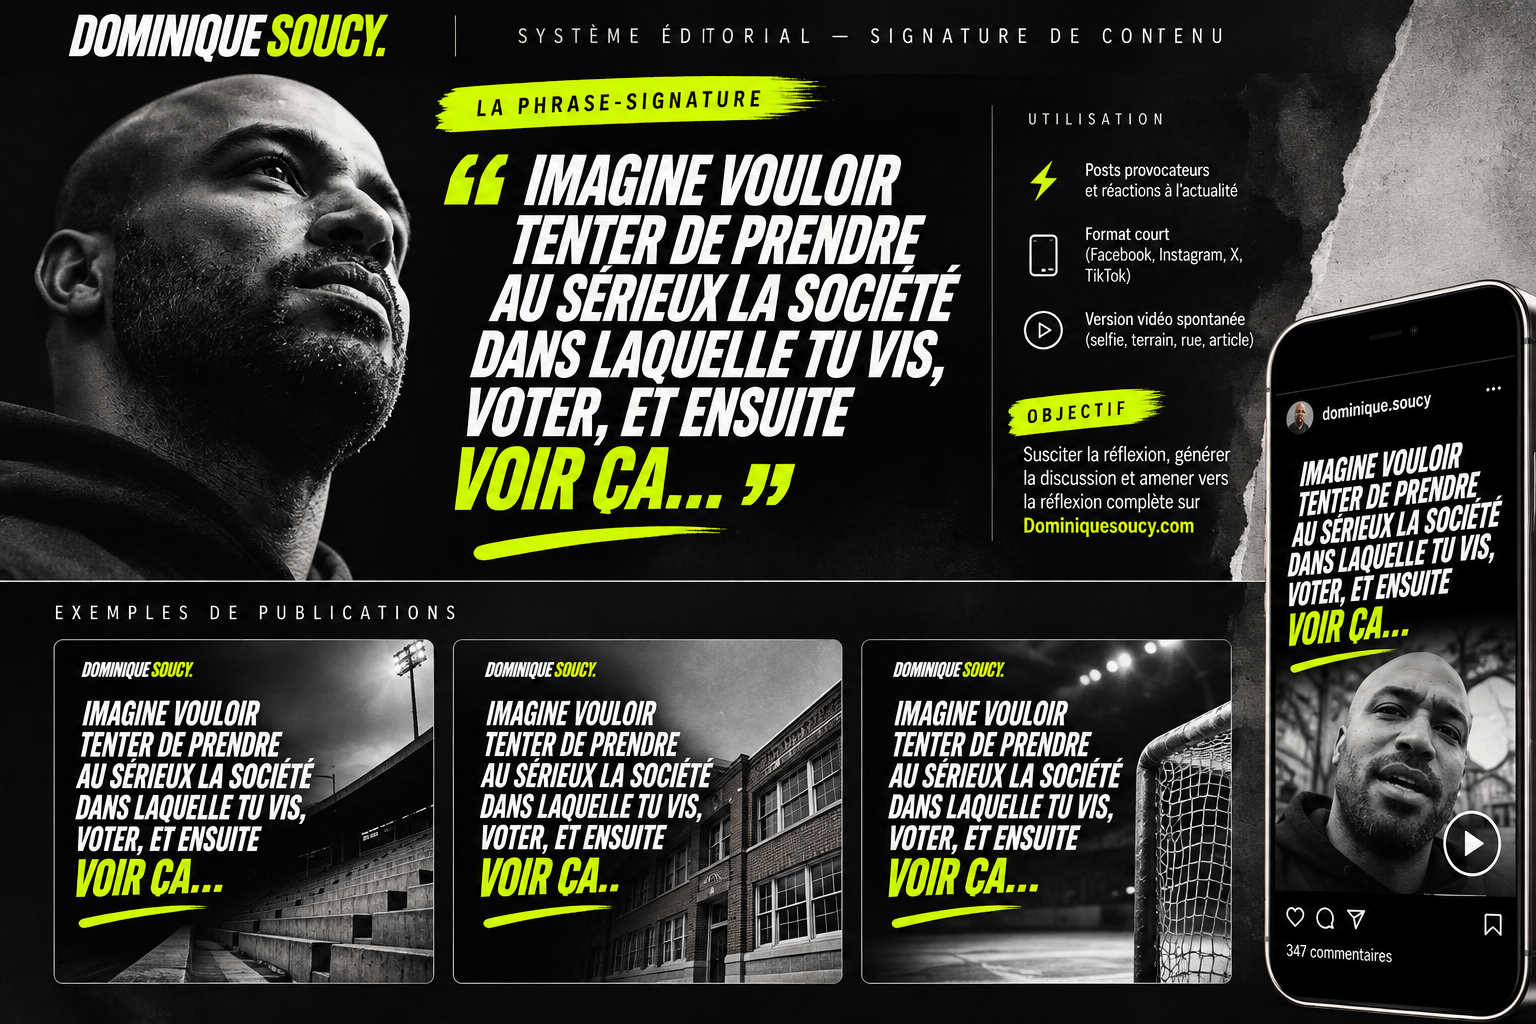 DOMINIQUE SOUCY.
SYSTÈME ÉDITORIAL — SIGNATURE DE CONTENU
LA PHRASE-SIGNATURE
“ IMAGINE VOULOIR
TENTER DE PRENDRE
AU SÉRIEUX LA SOCIÉTÉ
DANS LAQUELLE TU VIS,
VOTER, ET ENSUITE
VOIR ÇA... ”
UTILISATION
Posts provocateurs
et réactions à l'actualité
Format court
(Facebook, Instagram, X,
TikTok)
Version vidéo spontanée
(selfie, terrain, rue, article)
OBJECTIF
Susciter la réflexion, générer
la discussion et amener vers
la réflexion complète sur
Dominiquesoucy.com
EXEMPLES DE PUBLICATIONS
DOMINIQUE SOUCY.
IMAGINE VOULOIR
TENTER DE PRENDRE
AU SÉRIEUX LA SOCIÉTÉ
DANS LAQUELLE TU VIS,
VOTER, ET ENSUITE
VOIR ÇA...
DOMINIQUE SOUCY.
IMAGINE VOULOIR
TENTER DE PRENDRE
AU SÉRIEUX LA SOCIÉTÉ
DANS LAQUELLE TU VIS,
VOTER, ET ENSUITE
VOIR ÇA..
DOMINIQUE SOUCY.
IMAGINE VOULOIR
TENTER DE PRENDRE
AU SÉRIEUX LA SOCIÉTÉ
DANS LAQUELLE TU VIS,
VOTER, ET ENSUITE
VOIR ÇA...
dominique.soucy
IMAGINE VOULOIR
TENTER DE PRENDRE
AU SÉRIEUX LA SOCIÉTÉ
DANS LAQUELLE TU VIS,
VOTER, ET ENSUITE
VOIR ÇA...
347 commentaires